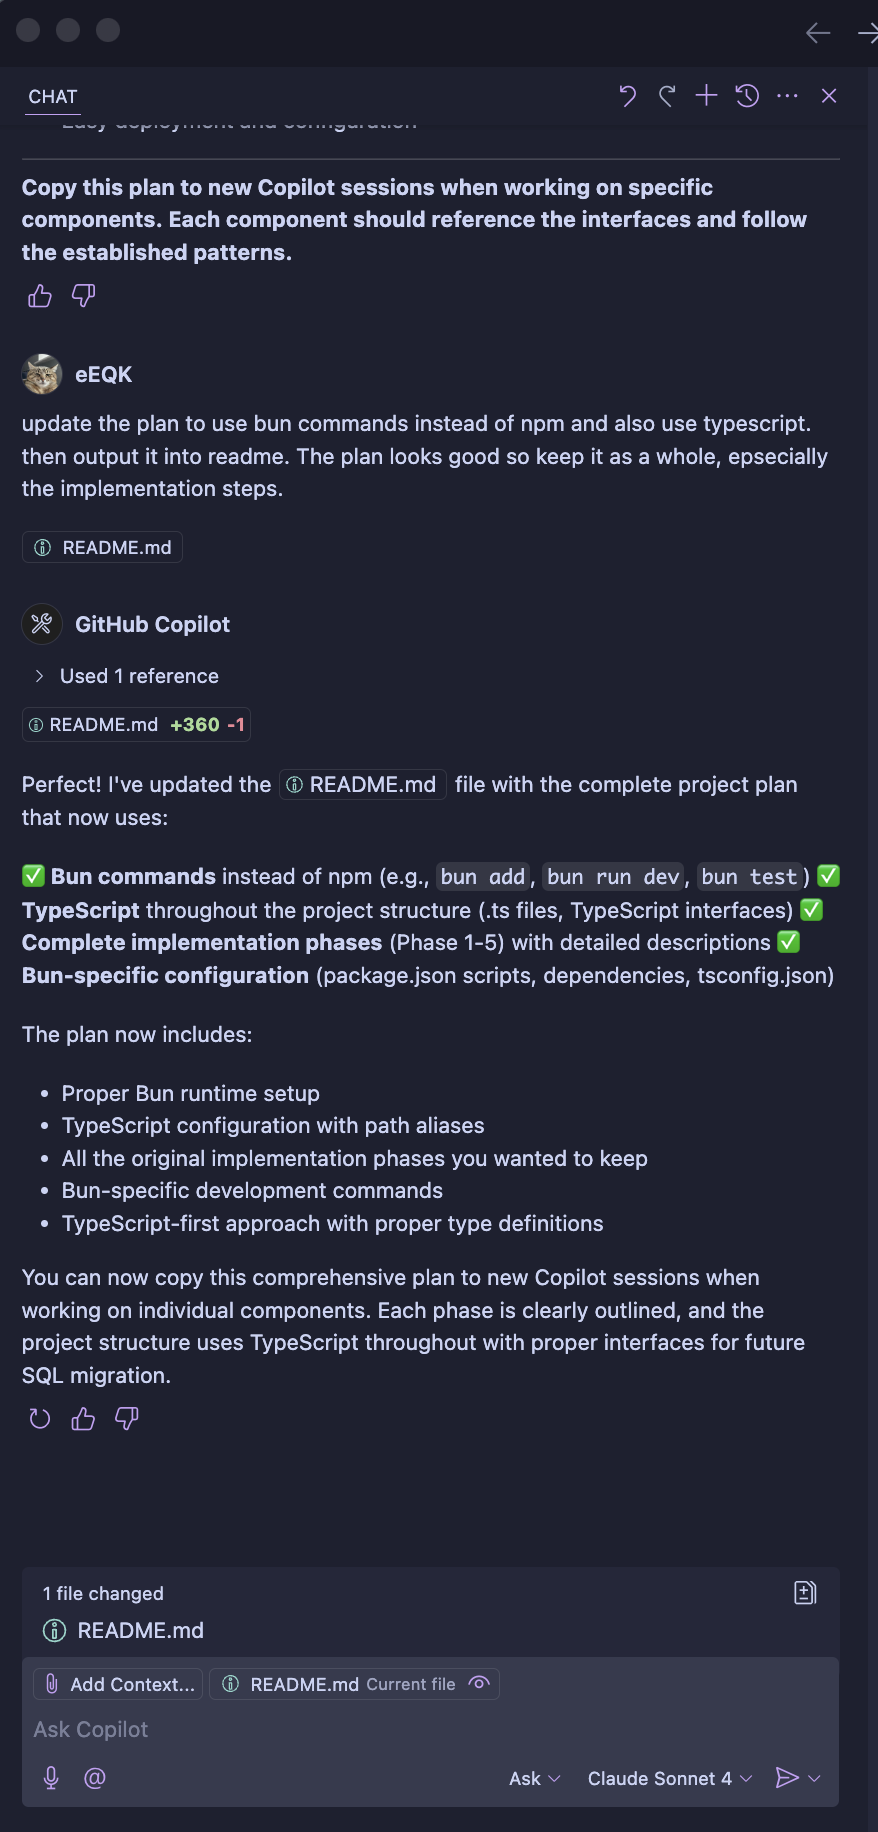 CHAT
Easy deployment and configuration
Copy this plan to new Copilot sessions when working on specific
components. Each component should reference the interfaces and follow
the established patterns.
eEQK
update the plan to use bun commands instead of npm and also use typescript.
then output it into readme. The plan looks good so keep it as a whole, epsecially
the implementation steps.
README.md
GitHub Copilot
Used 1 reference
README.md +360 -1
Perfect! I've updated the README.md file with the complete project plan
that now uses:
✅ Bun commands instead of npm (e.g., bun add, bun run dev, bun test) ✅
TypeScript throughout the project structure (.ts files, TypeScript interfaces) ✅
Complete implementation phases (Phase 1-5) with detailed descriptions ✅
Bun-specific configuration (package.json scripts, dependencies, tsconfig.json)
The plan now includes:
• Proper Bun runtime setup
• TypeScript configuration with path aliases
• All the original implementation phases you wanted to keep
• Bun-specific development commands
• TypeScript-first approach with proper type definitions
You can now copy this comprehensive plan to new Copilot sessions when
working on individual components. Each phase is clearly outlined, and the
project structure uses TypeScript throughout with proper interfaces for future
SQL migration.
1 file changed
README.md
Add Context... README.md Current file
Ask Copilot
@ Ask Claude Sonnet 4